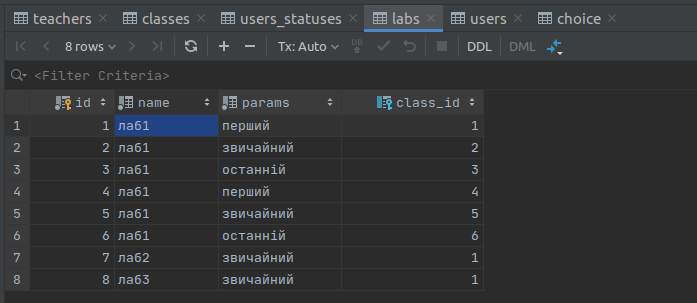 teachers classes users_statuses labs users choice
8 rows Tx: Auto DB DDL DML
<Filter Criteria>
id name params class_id
1 1 лаб1 перший 1
2 2 лаб1 звичайний 2
3 3 лаб1 останній 3
4 4 лаб1 перший 4
5 5 лаб1 звичайний 5
6 6 лаб1 останній 6
7 7 лаб2 звичайний 1
8 8 лаб3 звичайний 1